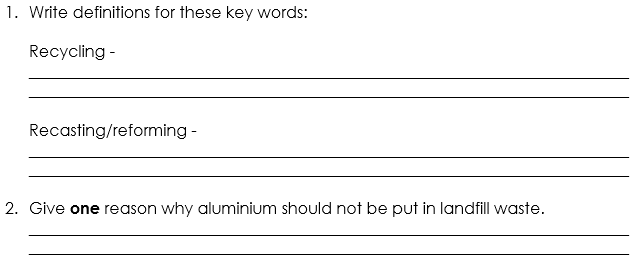 1. Write definitions for these key words:
Recycling -
Recasting/reforming -
2. Give one reason why aluminium should not be put in landfill waste.